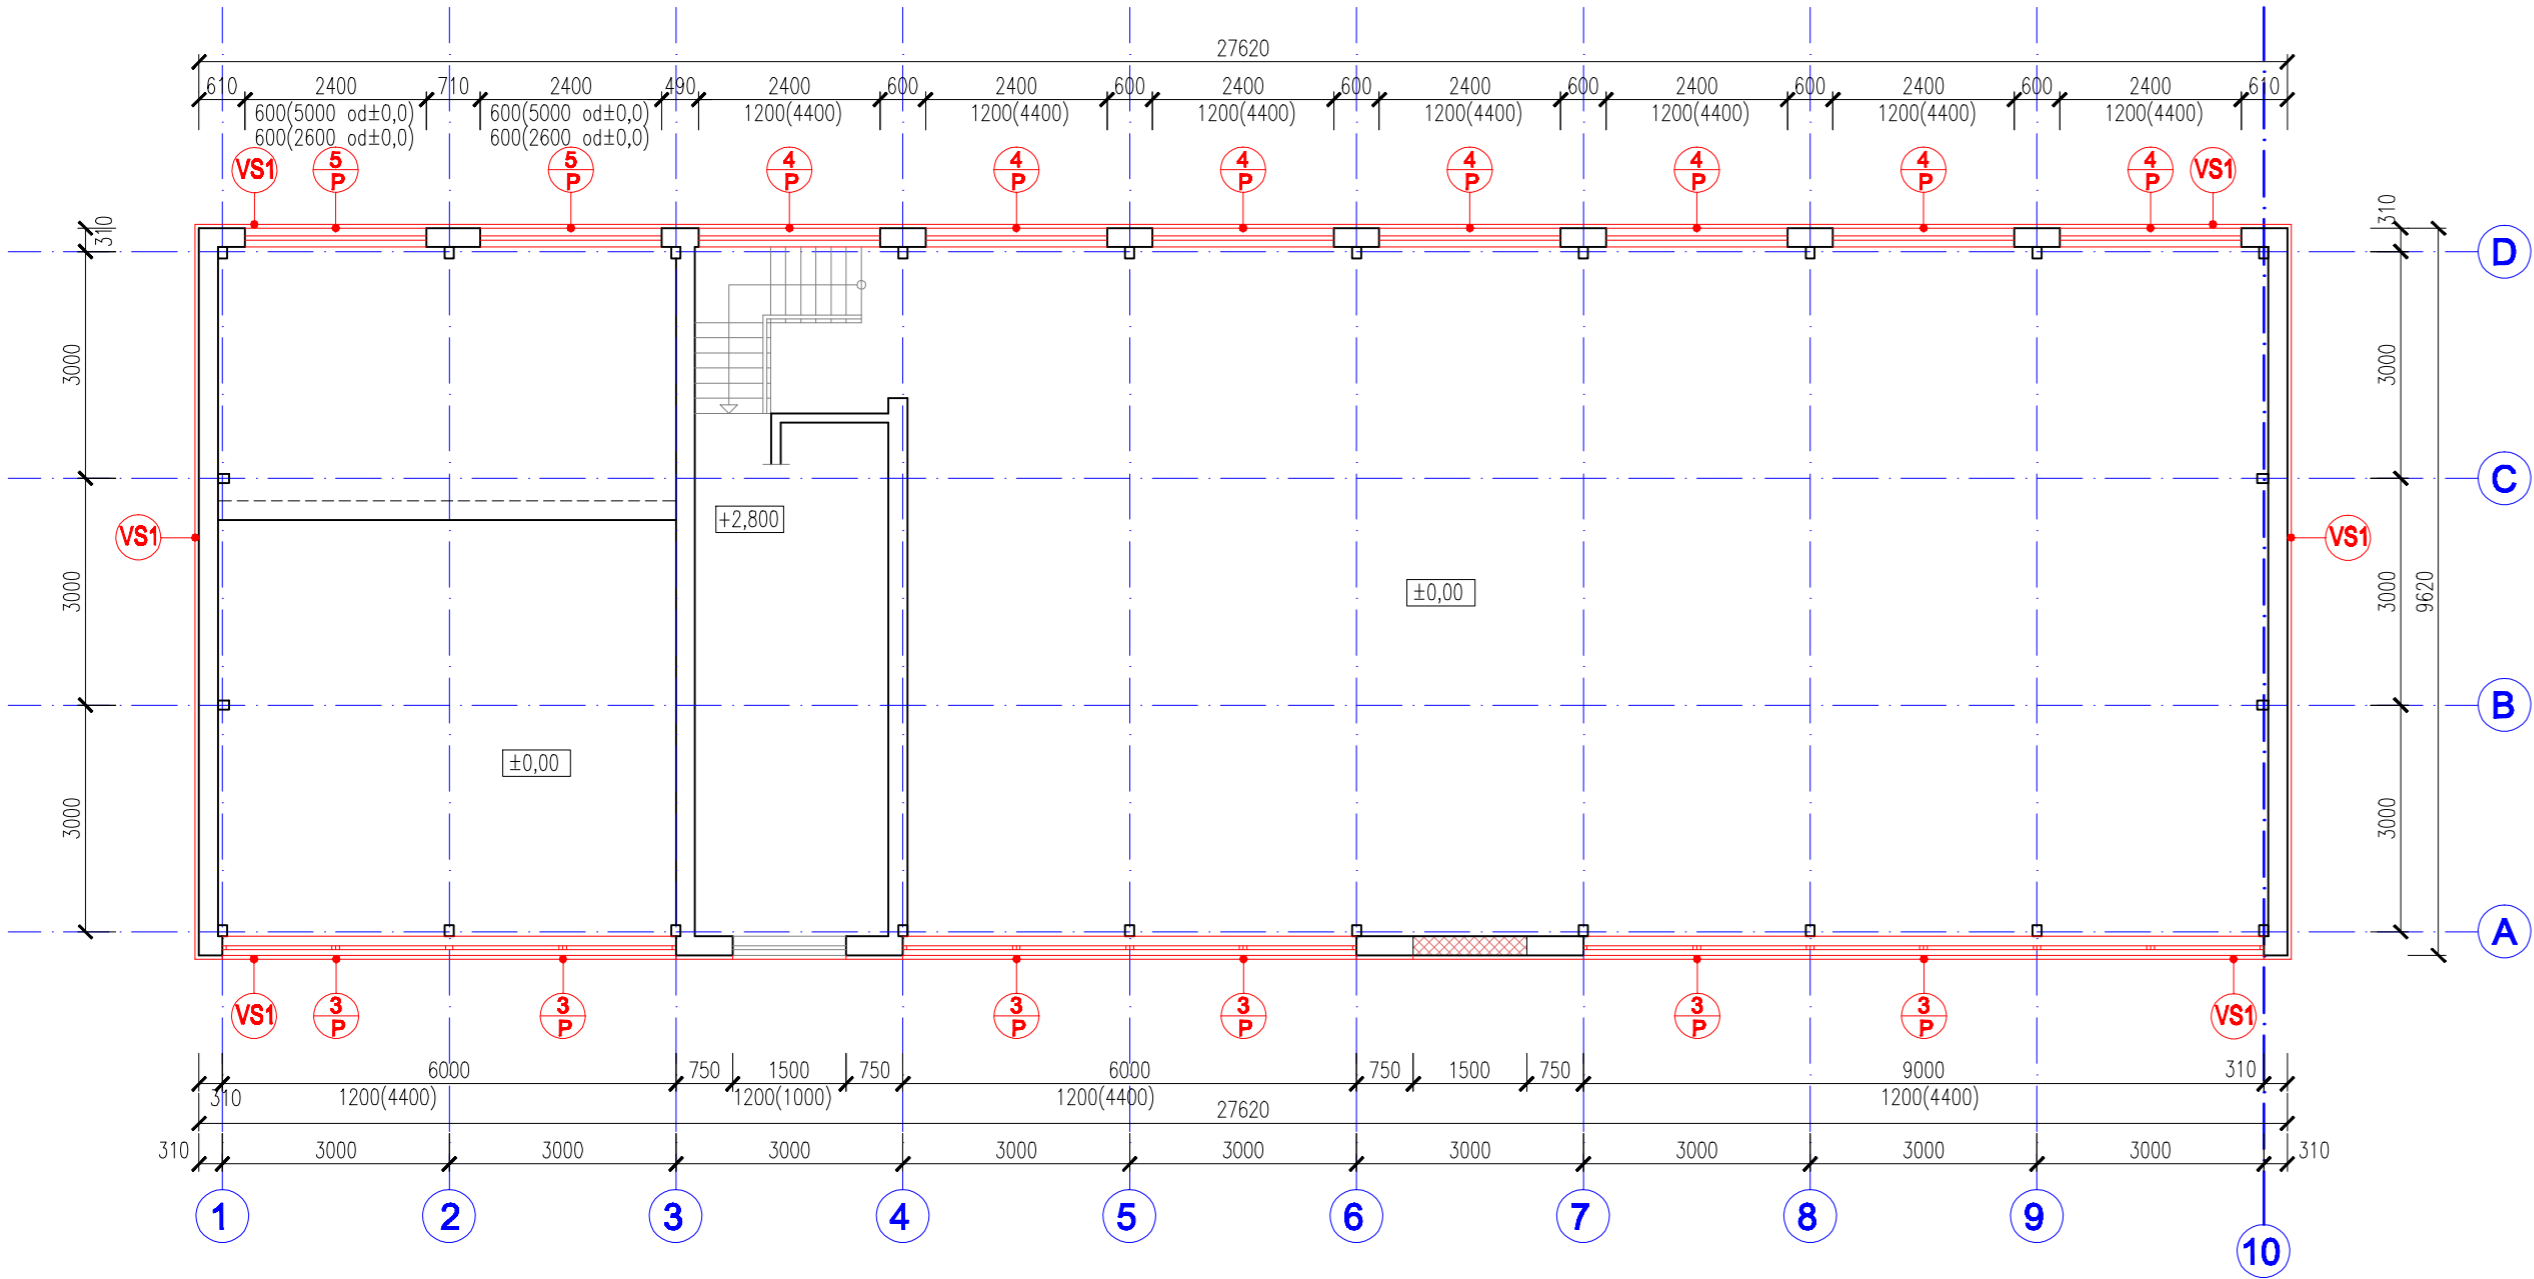 27620
610 2400 710 2400 490 2400 600 2400 600 2400 600 2400 600 2400 600 2400 600 2400 610
600(5000 od±0,0) 600(5000 od±0,0) 1200(4400) 1200(4400) 1200(4400) 1200(4400) 1200(4400) 1200(4400) 1200(4400)
600(2600 od±0,0) 600(2600 od±0,0)
VS1 5 5 4 4 4 4 4 4 4 VS1
P P P P P P P P P
310 310
D
3000 3000
C
+2,800
VS1 VS1
3000 ±0,00 3000 9620
B
±0,00
3000 3000
A
VS1 3 3 3 3 3 3 VS1
P P P P P P
6000 750 1500 750 6000 750 1500 750 9000 310
310 1200(4400) 1200(1000) 1200(4400) 1200(4400)
27620
310 3000 3000 3000 3000 3000 3000 3000 3000 3000 310
1 2 3 4 5 6 7 8 9
10